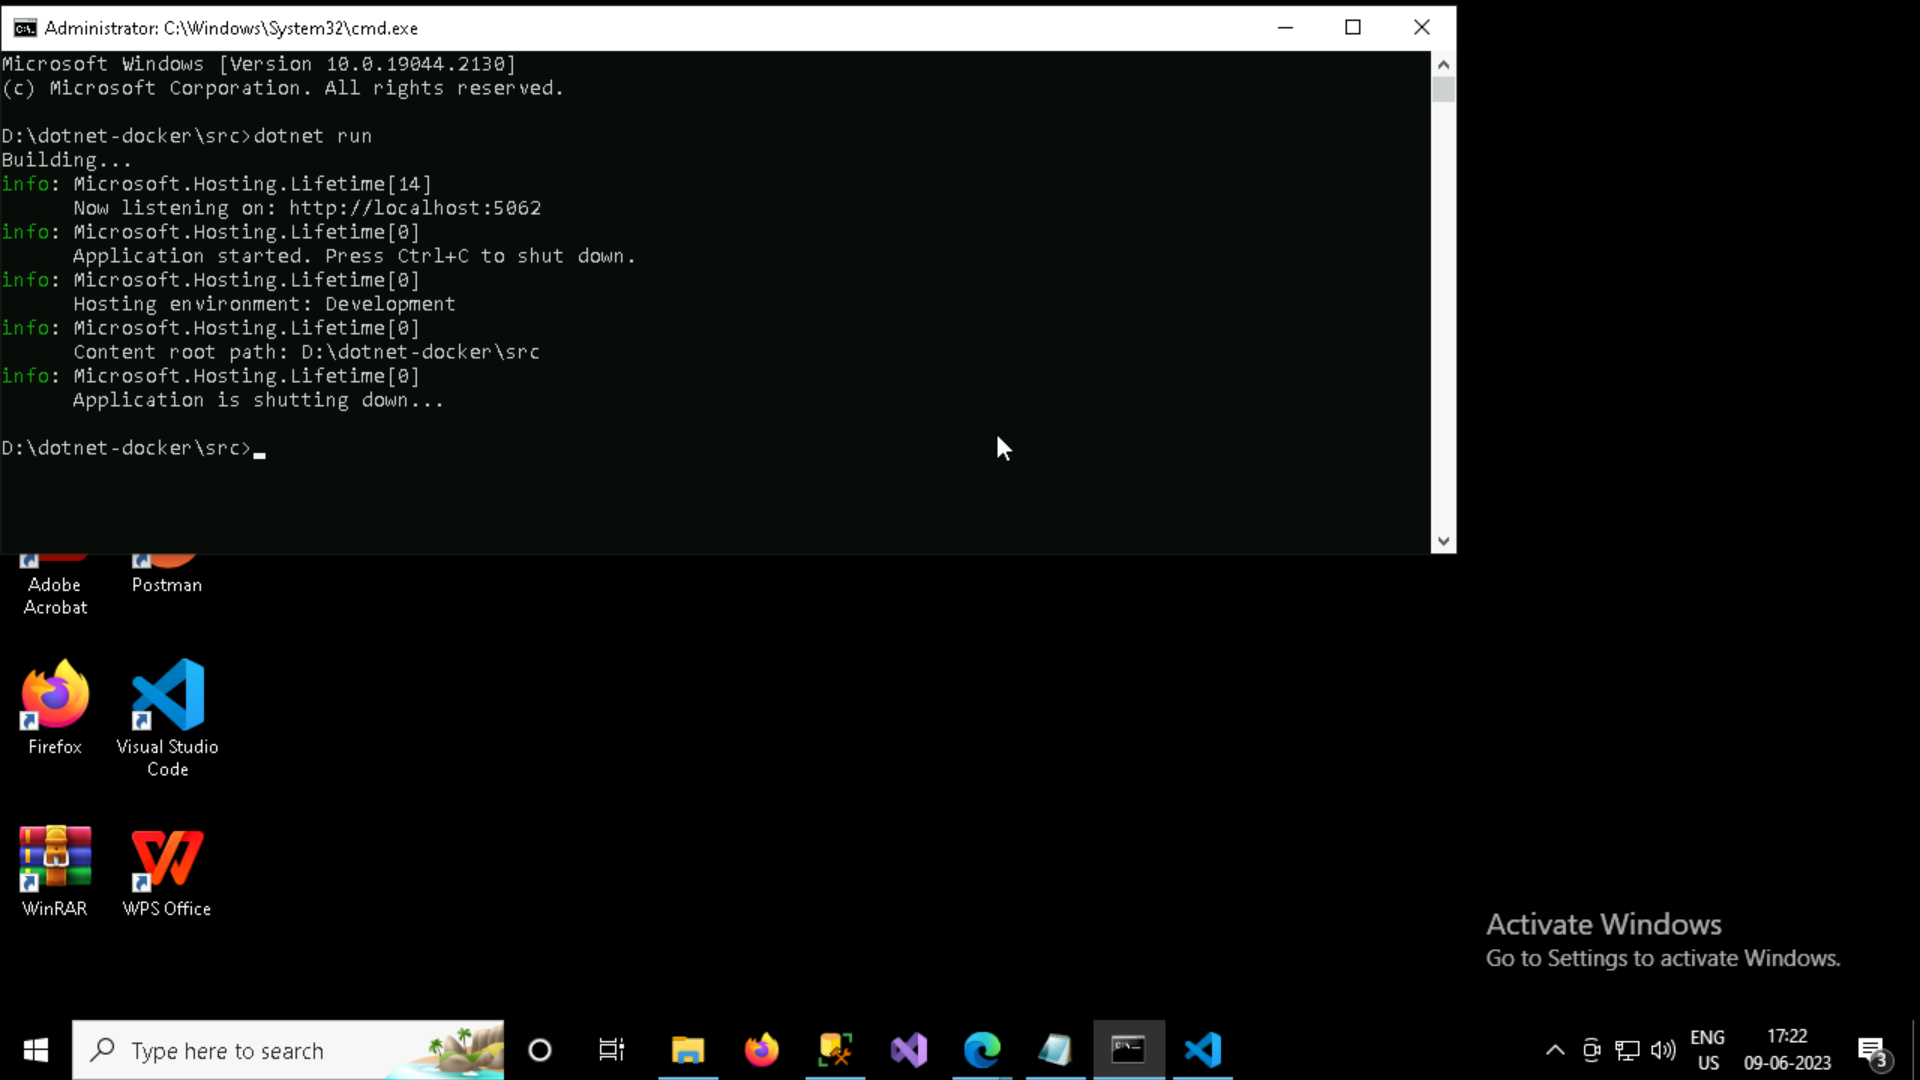 Administrator: C:\Windows\System32\cmd.exe
Microsoft Windows [Version 10.0.19044.2130]
(c) Microsoft Corporation. All rights reserved.
D:\dotnet-docker\src>dotnet run
Building...
info: Microsoft.Hosting.Lifetime[14]
Now listening on: http://localhost:5062
info: Microsoft.Hosting.Lifetime[0]
Application started. Press Ctrl+C to shut down.
info: Microsoft.Hosting.Lifetime[0]
Hosting environment: Development
info: Microsoft.Hosting.Lifetime[0]
Content root path: D:\dotnet-docker\src
info: Microsoft.Hosting.Lifetime[0]
Application is shutting down...
D:\dotnet-docker\src>
Adobe
Acrobat
Postman
Firefox
Visual Studio
Code
WinRAR
WPS Office
Activate Windows
Go to Settings to activate Windows.
Type here to search
ENG
US
17:22
09-06-2023
3